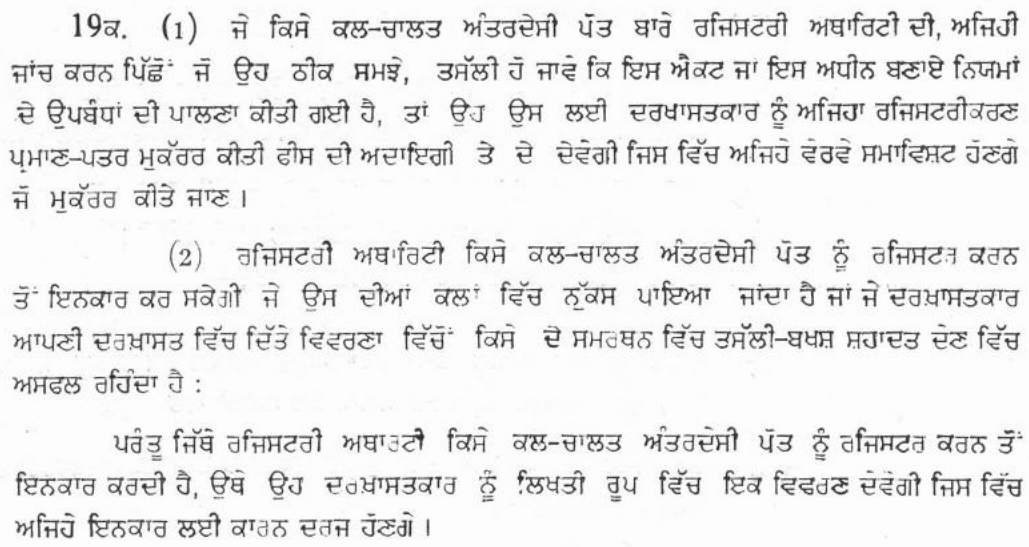 19ਕ. (1) ਜੇ ਕਿਸੇ ਕਲ-ਚਾਲਤ ਅੰਤਰਦੇਸੀ ਪੋਤ ਬਾਰੇ ਰਜਿਸਟਰੀ ਅਥਾਰਿਟੀ ਦੀ, ਅਜਿਹੀ
ਜਾਂਚ ਕਰਨ ਪਿੱਛੋਂ ਜੋ ਉਹ ਠੀਕ ਸਮਝੇ, ਤਸੱਲੀ ਹੋ ਜਾਵੇ ਕਿ ਇਸ ਐਕਟ ਜਾਂ ਇਸ ਅਧੀਨ ਬਣਾਏ ਨਿਯਮਾਂ
ਦੇ ਉਪਬੰਧਾਂ ਦੀ ਪਾਲਣਾ ਕੀਤੀ ਗਈ ਹੈ, ਤਾਂ ਉਹ ਉਸ ਲਈ ਦਰਖਾਸਤਕਾਰ ਨੂੰ ਅਜਿਹਾ ਰਜਿਸਟਰੀਕਰਣ
ਪ੍ਰਮਾਣ-ਪਤਰ ਮੁਕੱਰਰ ਕੀਤੀ ਫੀਸ ਦੀ ਅਦਾਇਗੀ ਤੇ ਦੇ ਦੇਵੇਗੀ ਜਿਸ ਵਿੱਚ ਅਜਿਹੇ ਵੇਰਵੇ ਸਮਾਵਿਸ਼ਟ ਹੋਣਗੇ
ਜੋ ਮੁਕੱਰਰ ਕੀਤੇ ਜਾਣ।
(2) ਰਜਿਸਟਰੀ ਅਥਾਰਿਟੀ ਕਿਸੇ ਕਲ-ਚਾਲਤ ਅੰਤਰਦੇਸੀ ਪੋਤ ਨੂੰ ਰਜਿਸਟਰ ਕਰਨ
ਤੋਂ ਇਨਕਾਰ ਕਰ ਸਕੇਗੀ ਜੇ ਉਸ ਦੀਆਂ ਕਲਾਂ ਵਿੱਚ ਨੁੱਕਸ ਪਾਇਆ ਜਾਂਦਾ ਹੈ ਜਾਂ ਜੇ ਦਰਖ਼ਾਸਤਕਾਰ
ਆਪਣੀ ਦਰਖ਼ਾਸਤ ਵਿੱਚ ਦਿੱਤੇ ਵਿਵਰਣਾ ਵਿੱਚੋਂ ਕਿਸੇ ਦੇ ਸਮਰਥਨ ਵਿੱਚ ਤਸੱਲੀ-ਬਖਸ਼ ਸ਼ਹਾਦਤ ਦੇਣ ਵਿੱਚ
ਅਸਫਲ ਰਹਿੰਦਾ ਹੈ :
ਪਰੰਤੂ ਜਿੱਥੇ ਰਜਿਸਟਰੀ ਅਥਾਰਟੀ ਕਿਸੇ ਕਲ-ਚਾਲਤ ਅੰਤਰਦੇਸੀ ਪੋਤ ਨੂੰ ਰਜਿਸਟਰ ਕਰਨ ਤੋਂ
ਇਨਕਾਰ ਕਰਦੀ ਹੈ, ਉਥੇ ਉਹ ਦਰਖ਼ਾਸਤਕਾਰ ਨੂੰ ਲਿਖਤੀ ਰੂਪ ਵਿੱਚ ਇਕ ਵਿਵਰਣ ਦੇਵੇਗੀ ਜਿਸ ਵਿੱਚ
ਅਜਿਹੇ ਇਨਕਾਰ ਲਈ ਕਾਰਨ ਦਰਜ ਹੋਣਗੇ।